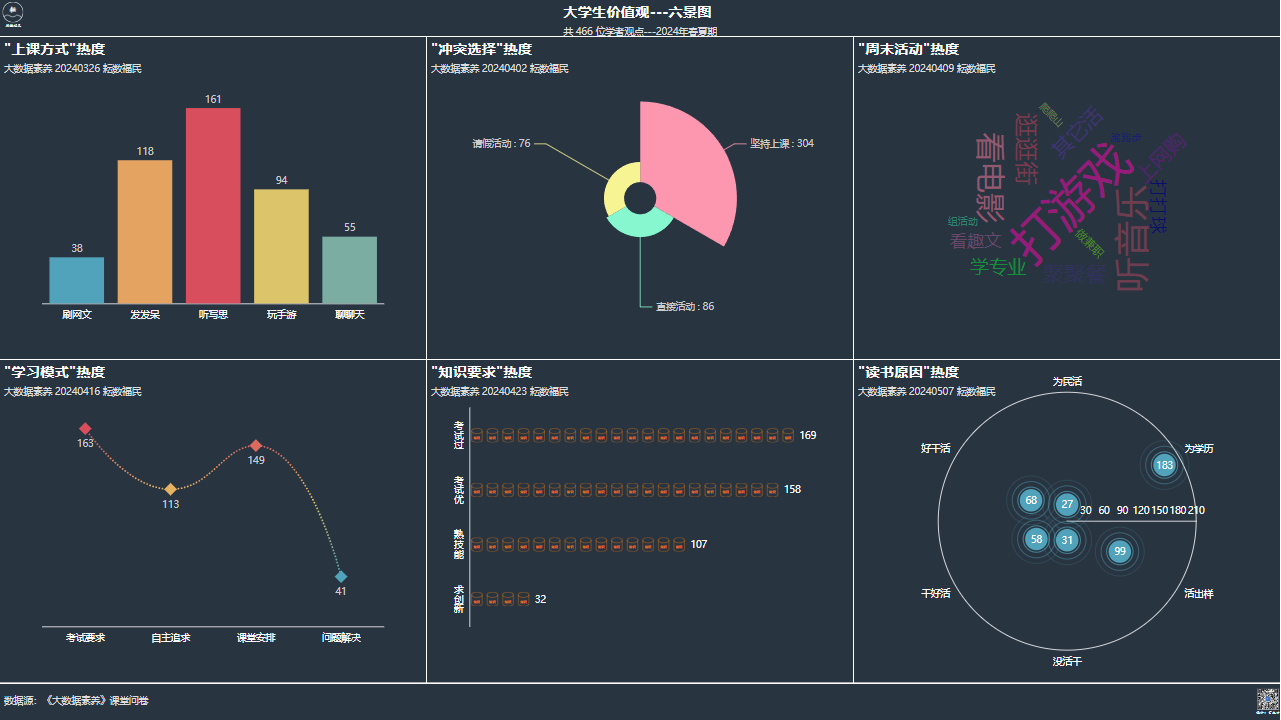 大学生价值观---六景图
共 466 位学者观点---2024年春夏期
"上课方式"热度
大数据素养 20240326 耘数福民
161
118
94
55
38
刷网文 发发呆 听写思 玩手游 聊聊天
"冲突选择"热度
大数据素养 20240402 耘数福民
请假活动 : 76
坚持上课 : 304
直接活动 : 86
"周末活动"热度
大数据素养 20240409 耘数福民
爬爬山
其它活
逛逛街
看电影
打游戏
上网购
打打球
听音乐
组活动
看趣文
做兼职
学专业
"学习模式"热度
大数据素养 20240416 耘数福民
163
149
113
41
考试要求 自主追求 课堂安排 问题解决
"知识要求"热度
大数据素养 20240423 耘数福民
考试过 169
考试优 158
熟技能 107
求创新 32
"读书原因"热度
大数据素养 20240507 耘数福民
为民活
好干活
为学历
183
68
27
30 60 90 120 150 180 210
58
31
99
干好活
活出样
没活干
数据源：《大数据素养》课堂问卷